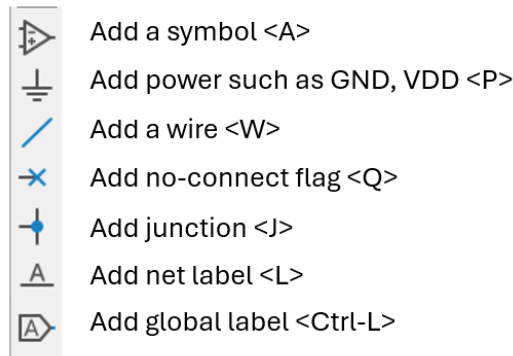 Add a symbol <A>
Add power such as GND, VDD <P>
Add a wire <W>
Add no-connect flag <Q>
Add junction <J>
A Add net label <L>
A Add global label <Ctrl-L>